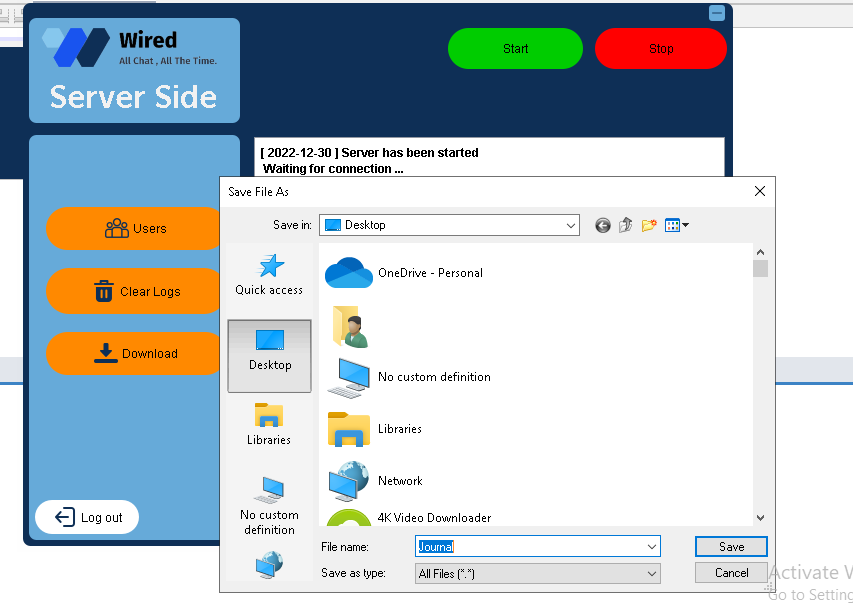 Wired
All Chat , All The Time.
Server Side
Start
Stop
[ 2022-12-30 ] Server has been started
Waiting for connection ...
Users
Clear Logs
Download
Log out
Save File As
Save in:
Desktop
Quick access
Desktop
Libraries
No custom
definition
OneDrive - Personal
No custom definition
Libraries
Network
4K Video Downloader
File name:
Journal
Save
Save as type:
All Files (*.*)
Cancel
Activate W
Go to Setting